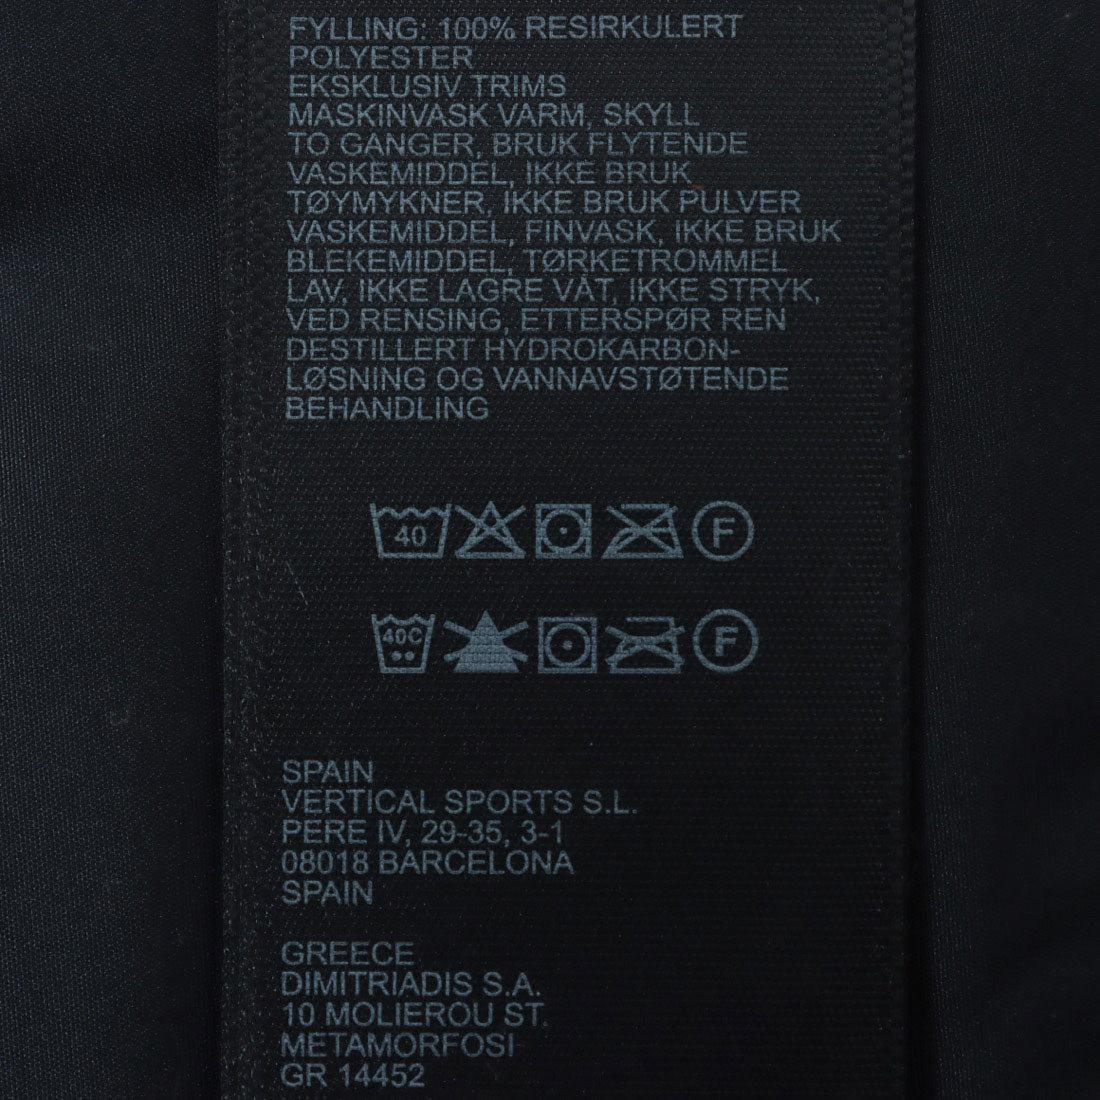 FYLLING: 100% RESIRKULERT
POLYESTER
EKSKLUSIV TRIMS
MASKINVASK VARM, SKYLL
TO GANGER, BRUK FLYTENDE
VASKEMIDDEL, IKKE BRUK
TØYMYKNER, IKKE BRUK PULVER
VASKEMIDDEL, FINVASK, IKKE BRUK
BLEKEMIDDEL, TØRKETROMMEL
LAV, IKKE LAGRE VÅT, IKKE STRYK,
VED RENSING, ETTERSPØR REN
DESTILLERT HYDROKARBON-
LØSNING OG VANNAVSTØTENDE
BEHANDLING
40 F
40C F
SPAIN
VERTICAL SPORTS S.L.
PERE IV, 29-35, 3-1
08018 BARCELONA
SPAIN
GREECE
DIMITRIADIS S.A.
10 MOLIEROU ST.
METAMORFOSI
GR 14452